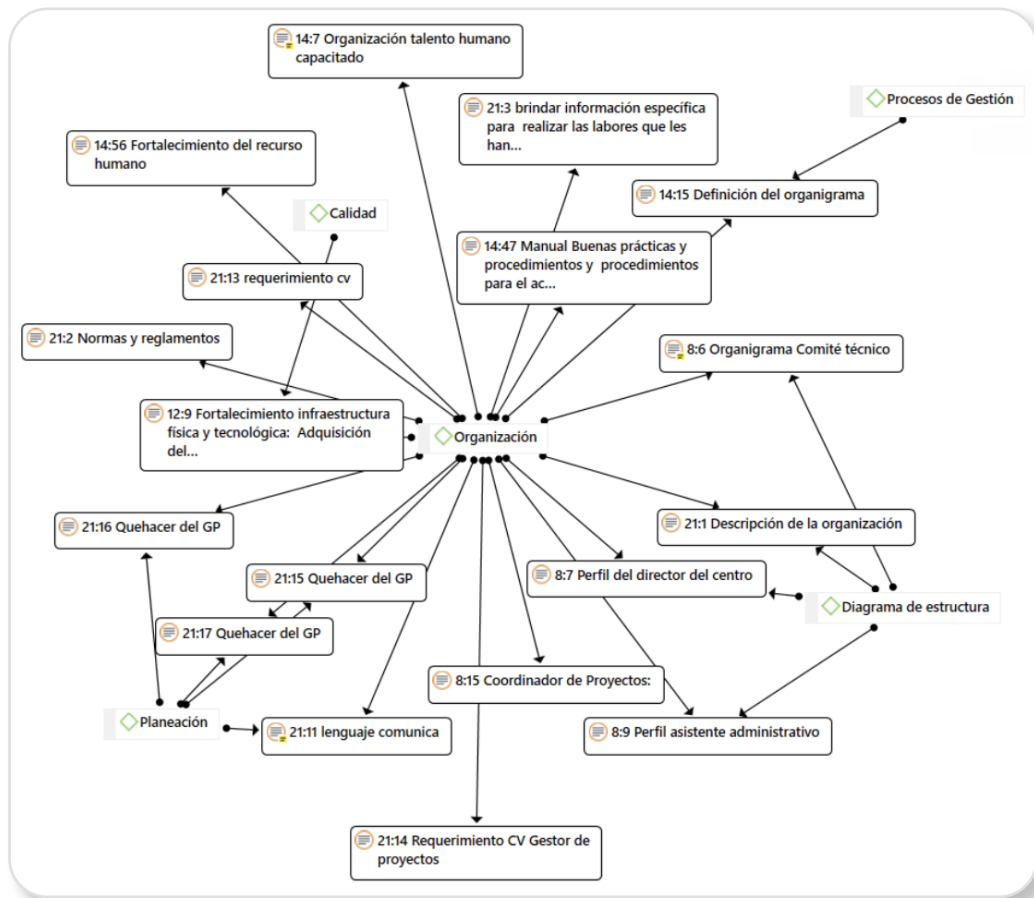 14:7 Organización talento humano
capacitado
Procesos de Gestión
21:3 brindar información específica
para realizar las labores que les
han...
14:56 Fortalecimiento del recurso
humano
14:15 Definición del organigrama
Calidad
14:47 Manual Buenas prácticas y
procedimientos y procedimientos
para el ac...
21:13 requerimiento cv
21:2 Normas y reglamentos
8:6 Organigrama Comité técnico
12:9 Fortalecimiento infraestructura
física y tecnológica: Adquisición
del...
Organización
21:16 Quehacer del GP
21:1 Descripción de la organización
21:15 Quehacer del GP
8:7 Perfil del director del centro
Diagrama de estructura
21:17 Quehacer del GP
8:15 Coordinador de Proyectos:
Planeación
21:11 lenguaje comunica
8:9 Perfil asistente administrativo
21:14 Requerimiento CV Gestor de
proyectos